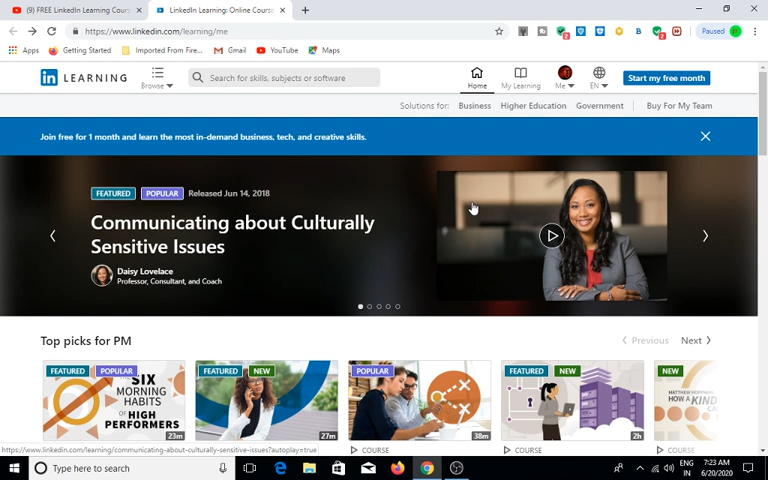 (9) FREE LinkedIn Learning Cours
LinkedIn Learning: Online Course
https://www.linkedin.com/learning/me
Paused
Apps
Getting Started
Imported From Fire...
Gmail
YouTube
Maps
in LEARNING
Browse
Search for skills, subjects or software
Home
My Learning
Me
EN
Start my free month
Solutions for:
Business
Higher Education
Government
Buy For My Team
Join free for 1 month and learn the most in-demand business, tech, and creative skills.
FEATURED
POPULAR
Released Jun 14, 2018
Communicating about Culturally
Sensitive Issues
Daisy Lovelace
Professor, Consultant, and Coach
Top picks for PM
Previous
Next
FEATURED
POPULAR
SIX
MORNING
HABITS
OF HIGH
PERFORMERS
23m
FEATURED
NEW
27m
POPULAR
38m
COURSE
FEATURED
NEW
2h
COURSE
NEW
HOW A KIND
COURSE
https://www.linkedin.com/learning/communicating-about-culturally-sensitive-issues?autoplay=true
Type here to search
ENG
IN
7:23 AM
6/20/2020